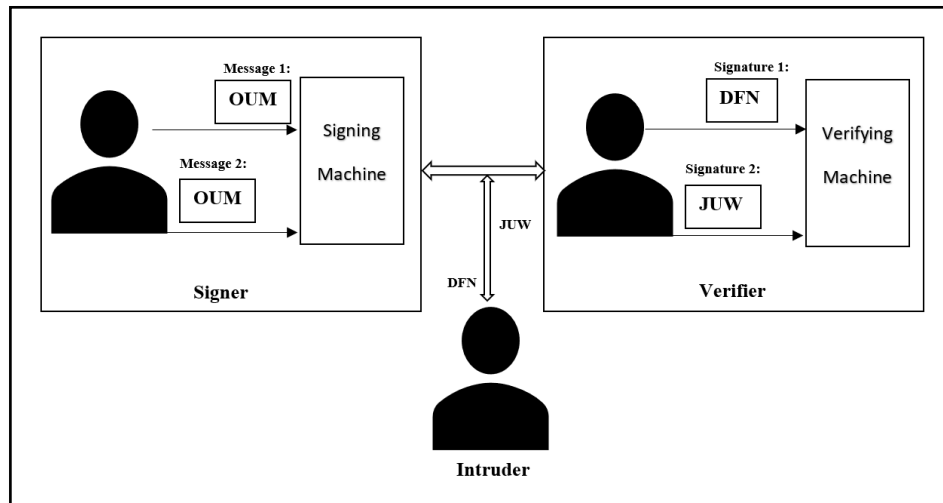 Message 1:
OUM
Signing
Machine
Message 2:
OUM
Signer
Signature 1:
DFN
Verifying
Machine
Signature 2:
JUW
Verifier
JUW
DFN
Intruder